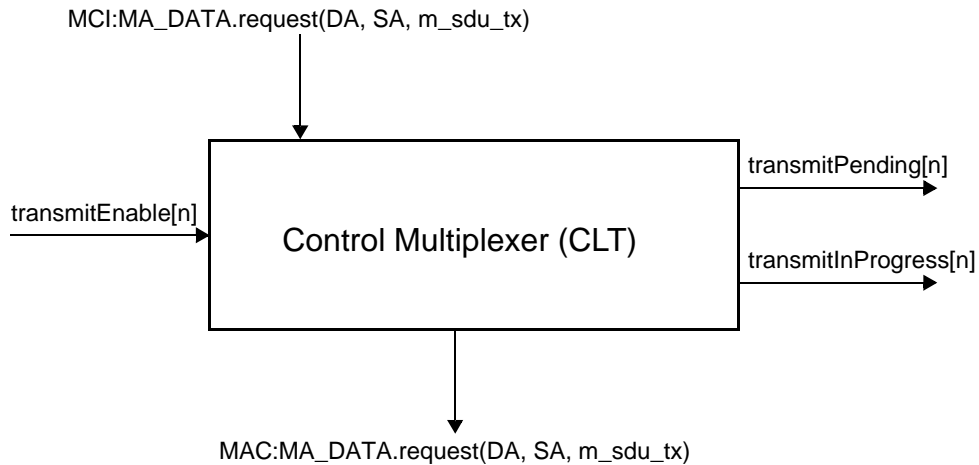 MCI:MA_DATA.request(DA, SA, m_sdu_tx)
transmitPending[n]
transmitEnable[n]
Control Multiplexer (CLT)
transmitInProgress[n]
MAC:MA_DATA.request(DA, SA, m_sdu_tx)